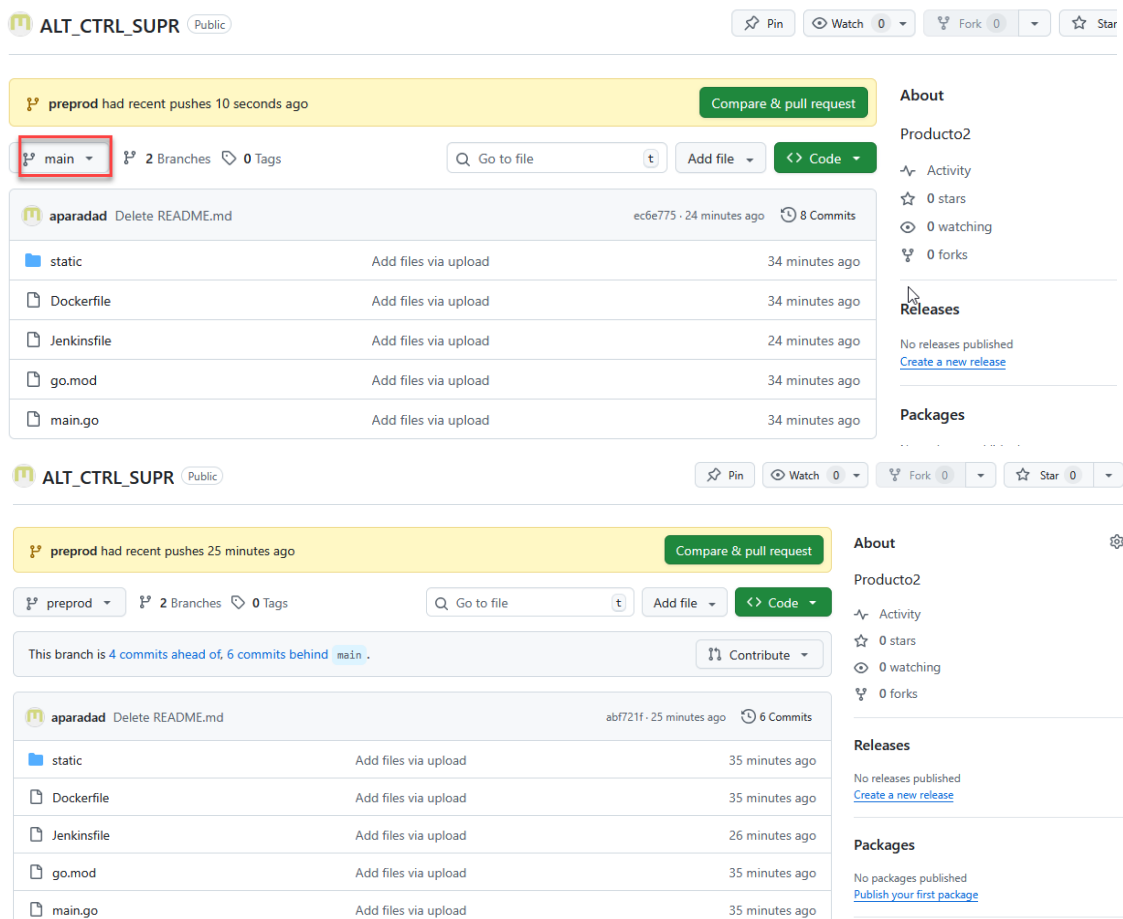 ALT_CTRL_SUPR Public Pin Watch 0 Fork 0 Star
preprod had recent pushes 10 seconds ago Compare & pull request
main 2 Branches 0 Tags Go to file t Add file Code
aparadad Delete README.md ec6e775 · 24 minutes ago 8 Commits
static Add files via upload 34 minutes ago
Dockerfile Add files via upload 34 minutes ago
Jenkinsfile Add files via upload 24 minutes ago
go.mod Add files via upload 34 minutes ago
main.go Add files via upload 34 minutes ago
About
Producto2
Activity
0 stars
0 watching
0 forks
Releases
No releases published
Create a new release
Packages
ALT_CTRL_SUPR Public Pin Watch 0 Fork 0 Star 0
preprod had recent pushes 25 minutes ago Compare & pull request
preprod 2 Branches 0 Tags Go to file t Add file Code
This branch is 4 commits ahead of, 6 commits behind main . Contribute
aparadad Delete README.md abf721f · 25 minutes ago 6 Commits
static Add files via upload 35 minutes ago
Dockerfile Add files via upload 35 minutes ago
Jenkinsfile Add files via upload 26 minutes ago
go.mod Add files via upload 35 minutes ago
main.go Add files via upload 35 minutes ago
About
Producto2
Activity
0 stars
0 watching
0 forks
Releases
No releases published
Create a new release
Packages
No packages published
Publish your first package